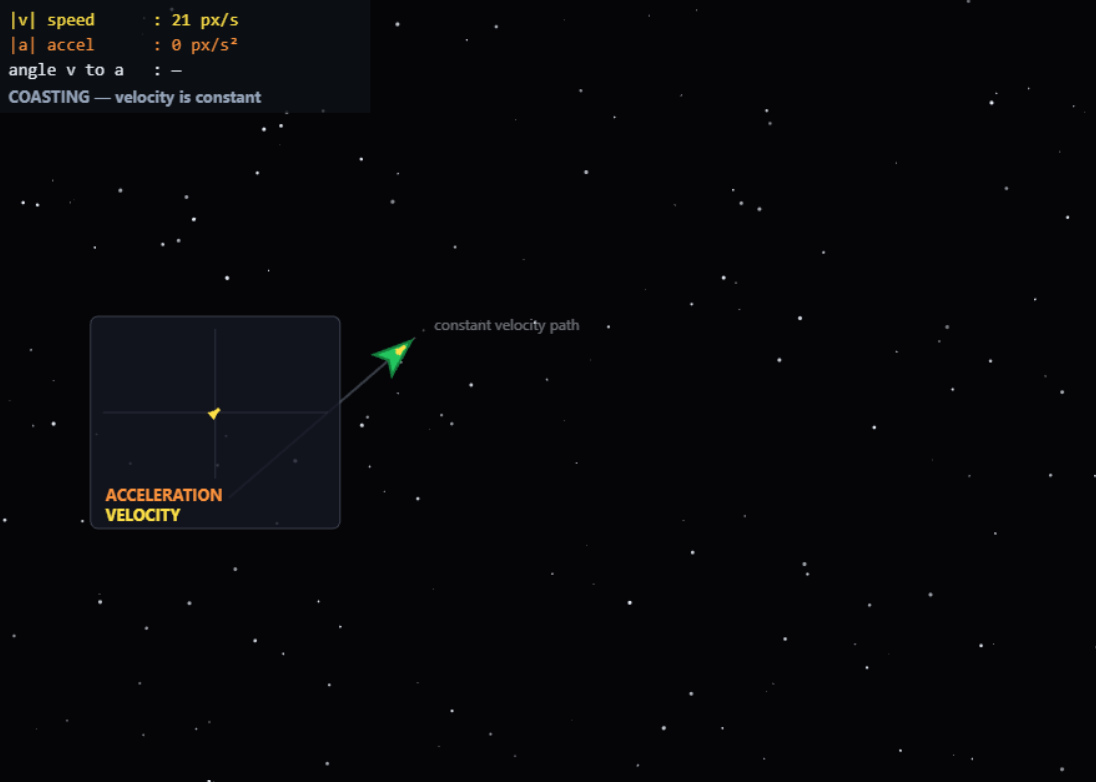 |v| speed : 21 px/s
|a| accel : 0 px/s²
angle v to a : —
COASTING — velocity is constant
constant velocity path
ACCELERATION
VELOCITY